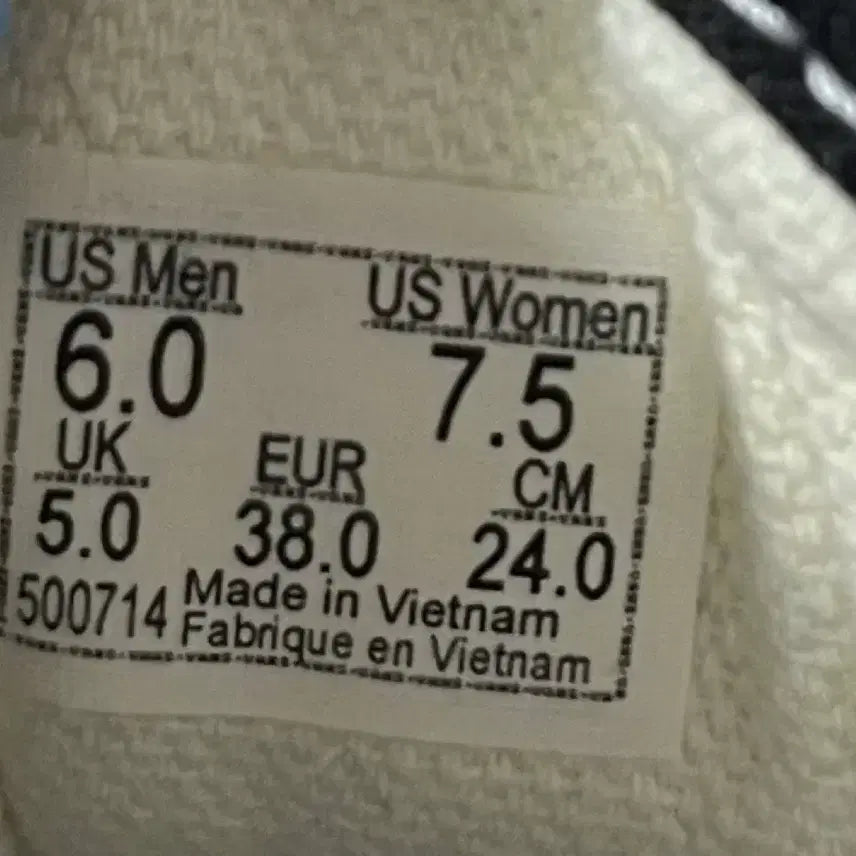 US Men US Women
6.0 7.5
UK EUR CM
5.0 38.0 24.0
500714 Made in Vietnam
Fabrique en Vietnam